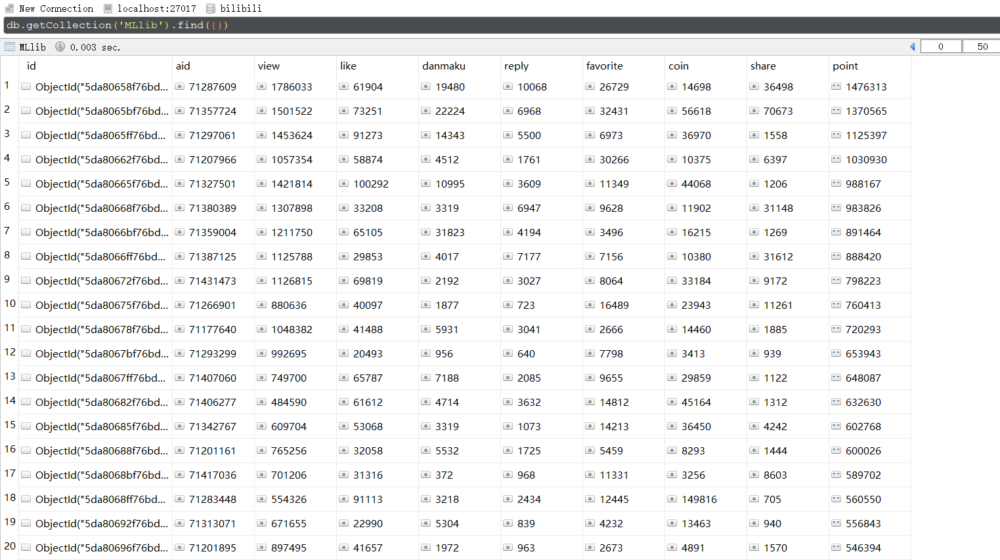 New Connection localhost:27017 bilibili
db.getCollection('MLlib').find({})
MLlib 0.003 sec. 0 50
id aid view like danmaku reply favorite coin share point
1 ObjectId("5da80658f76bd... # 71287609 # 1786033 # 61904 # 19480 # 10068 # 26729 # 14698 # 36498 "" 1476313
2 ObjectId("5da8065bf76bd... # 71357724 # 1501522 # 73251 # 22224 # 6968 # 32431 # 56618 # 70673 "" 1370565
3 ObjectId("5da8065ff76bd... # 71297061 # 1453624 # 91273 # 14343 # 5500 # 6973 # 36970 # 1558 "" 1125397
4 ObjectId("5da80662f76bd... # 71207966 # 1057354 # 58874 # 4512 # 1761 # 30266 # 10375 # 6397 "" 1030930
5 ObjectId("5da80665f76bd... # 71327501 # 1421814 # 100292 # 10995 # 3609 # 11349 # 44068 # 1206 "" 988167
6 ObjectId("5da80668f76bd... # 71380389 # 1307898 # 33208 # 3319 # 6947 # 9628 # 11902 # 31148 "" 983826
7 ObjectId("5da8066bf76bd... # 71359004 # 1211750 # 65105 # 31823 # 4194 # 3496 # 16215 # 1269 "" 891464
8 ObjectId("5da8066ff76bd... # 71387125 # 1125788 # 29853 # 4017 # 7177 # 7156 # 10380 # 31612 "" 888420
9 ObjectId("5da80672f76bd... # 71431473 # 1126815 # 69819 # 2192 # 3027 # 8064 # 33184 # 9172 "" 798223
10 ObjectId("5da80675f76bd... # 71266901 # 880636 # 40097 # 1877 # 723 # 16489 # 23943 # 11261 "" 760413
11 ObjectId("5da80678f76bd... # 71177640 # 1048382 # 41488 # 5931 # 3041 # 2666 # 14460 # 1885 "" 720293
12 ObjectId("5da8067bf76bd... # 71293299 # 992695 # 20493 # 956 # 640 # 7798 # 3413 # 939 "" 653943
13 ObjectId("5da8067ff76bd... # 71407060 # 749700 # 65787 # 7188 # 2085 # 9655 # 29859 # 1122 "" 648087
14 ObjectId("5da80682f76bd... # 71406277 # 484590 # 61612 # 4714 # 3632 # 14812 # 45164 # 1312 "" 632630
15 ObjectId("5da80685f76bd... # 71342767 # 609704 # 53068 # 3319 # 1073 # 14213 # 36450 # 4242 "" 602768
16 ObjectId("5da80688f76bd... # 71201161 # 765256 # 32058 # 5532 # 1725 # 5459 # 8293 # 1444 "" 600026
17 ObjectId("5da8068bf76bd... # 71417036 # 701206 # 31316 # 372 # 968 # 11331 # 3256 # 8603 "" 589702
18 ObjectId("5da8068ff76bd... # 71283448 # 554326 # 91113 # 3218 # 2434 # 12445 # 149816 # 705 "" 560550
19 ObjectId("5da80692f76bd... # 71313071 # 671655 # 22990 # 5304 # 839 # 4232 # 13463 # 940 "" 556843
20 ObjectId("5da80696f76bd... # 71201895 # 897495 # 41657 # 1972 # 963 # 2673 # 4891 # 1570 "" 546394